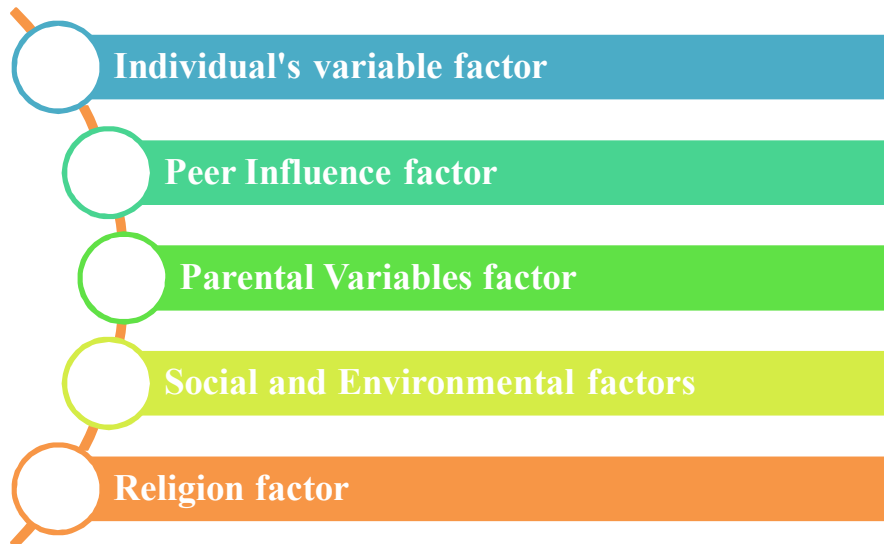 Individual's variable factor
Peer Influence factor
Parental Variables factor
Social and Environmental factors
Religion factor